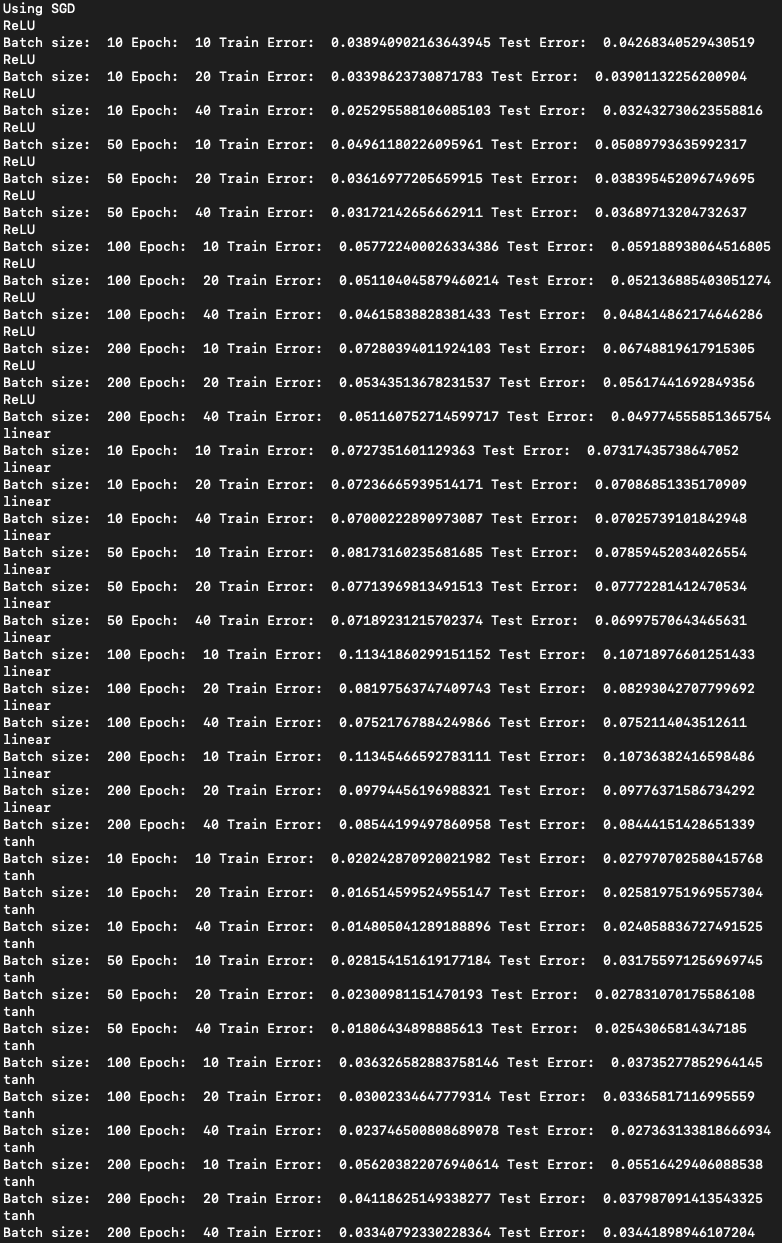 Using SGD
ReLU
Batch size:  10 Epoch:  10 Train Error:  0.038940902163643945 Test Error:  0.04268340529430519
ReLU
Batch size:  10 Epoch:  20 Train Error:  0.03398623730871783 Test Error:  0.03901132256200904
ReLU
Batch size:  10 Epoch:  40 Train Error:  0.025295588106085103 Test Error:  0.032432730623558816
ReLU
Batch size:  50 Epoch:  10 Train Error:  0.04961180226095961 Test Error:  0.05089793635992317
ReLU
Batch size:  50 Epoch:  20 Train Error:  0.03616977205659915 Test Error:  0.038395452096749695
ReLU
Batch size:  50 Epoch:  40 Train Error:  0.03172142656662911 Test Error:  0.03689713204732637
ReLU
Batch size:  100 Epoch:  10 Train Error:  0.057722400026334386 Test Error:  0.059188938064516805
ReLU
Batch size:  100 Epoch:  20 Train Error:  0.051104045879460214 Test Error:  0.052136885403051274
ReLU
Batch size:  100 Epoch:  40 Train Error:  0.04615838828381433 Test Error:  0.048414862174646286
ReLU
Batch size:  200 Epoch:  10 Train Error:  0.07280394011924103 Test Error:  0.06748819617915305
ReLU
Batch size:  200 Epoch:  20 Train Error:  0.05343513678231537 Test Error:  0.05617441692849356
ReLU
Batch size:  200 Epoch:  40 Train Error:  0.051160752714599717 Test Error:  0.049774555851365754
linear
Batch size:  10 Epoch:  10 Train Error:  0.0727351601129363 Test Error:  0.07317435738647052
linear
Batch size:  10 Epoch:  20 Train Error:  0.07236665939514171 Test Error:  0.07086851335170909
linear
Batch size:  10 Epoch:  40 Train Error:  0.07000222890973087 Test Error:  0.07025739101842948
linear
Batch size:  50 Epoch:  10 Train Error:  0.08173160235681685 Test Error:  0.07859452034026554
linear
Batch size:  50 Epoch:  20 Train Error:  0.07713969813491513 Test Error:  0.07772281412470534
linear
Batch size:  50 Epoch:  40 Train Error:  0.07189231215702374 Test Error:  0.06997570643465631
linear
Batch size:  100 Epoch:  10 Train Error:  0.11341860299151152 Test Error:  0.10718976601251433
linear
Batch size:  100 Epoch:  20 Train Error:  0.08197563747409743 Test Error:  0.08293042707799692
linear
Batch size:  100 Epoch:  40 Train Error:  0.07521767884249866 Test Error:  0.0752114043512611
linear
Batch size:  200 Epoch:  10 Train Error:  0.11345466592783111 Test Error:  0.10736382416598486
linear
Batch size:  200 Epoch:  20 Train Error:  0.09794456196988321 Test Error:  0.09776371586734292
linear
Batch size:  200 Epoch:  40 Train Error:  0.08544199497860958 Test Error:  0.08444151428651339
tanh
Batch size:  10 Epoch:  10 Train Error:  0.020242870920021982 Test Error:  0.027970702580415768
tanh
Batch size:  10 Epoch:  20 Train Error:  0.016514599524955147 Test Error:  0.025819751969557304
tanh
Batch size:  10 Epoch:  40 Train Error:  0.014805041289188896 Test Error:  0.024058836727491525
tanh
Batch size:  50 Epoch:  10 Train Error:  0.028154151619177184 Test Error:  0.031755971256969745
tanh
Batch size:  50 Epoch:  20 Train Error:  0.02300981151470193 Test Error:  0.027831070175586108
tanh
Batch size:  50 Epoch:  40 Train Error:  0.01806434898885613 Test Error:  0.02543065814347185
tanh
Batch size:  100 Epoch:  10 Train Error:  0.036326582883758146 Test Error:  0.03735277852964145
tanh
Batch size:  100 Epoch:  20 Train Error:  0.03002334647779314 Test Error:  0.03365817116995559
tanh
Batch size:  100 Epoch:  40 Train Error:  0.023746500808689078 Test Error:  0.027363133818666934
tanh
Batch size:  200 Epoch:  10 Train Error:  0.056203822076940614 Test Error:  0.05516429406088538
tanh
Batch size:  200 Epoch:  20 Train Error:  0.04118625149338277 Test Error:  0.037987091413543325
tanh
Batch size:  200 Epoch:  40 Train Error:  0.03340792330228364 Test Error:  0.03441898946107204